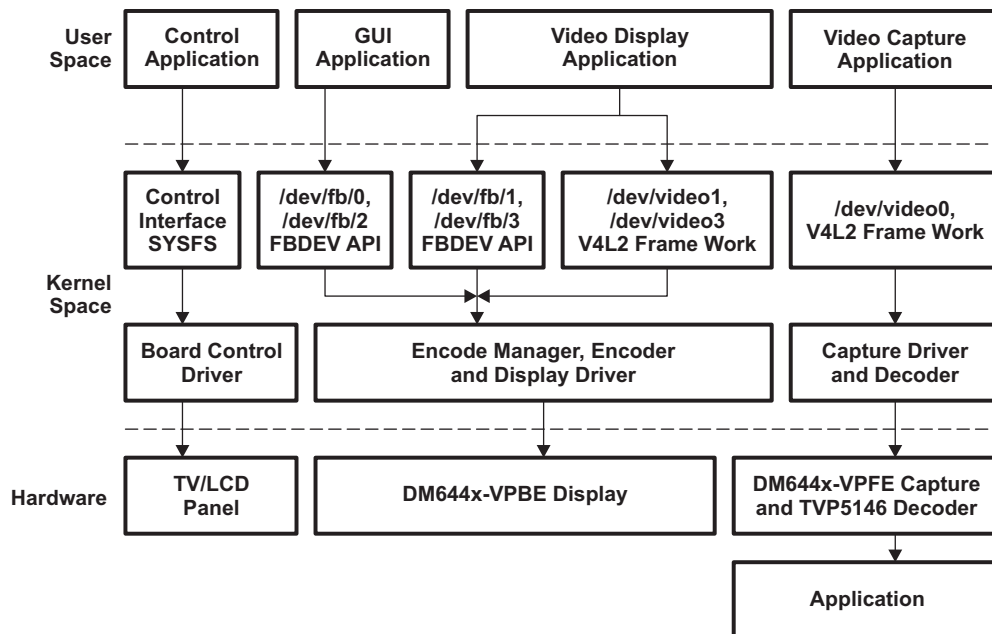 User
Space
Control
Application
GUI
Application
Video Display
Application
Video Capture
Application
Kernel
Space
Control
Interface
SYSFS
/dev/fb/0,
/dev/fb/2
FBDEV API
/dev/fb/1,
/dev/fb/3
FBDEV API
/dev/video1,
/dev/video3
V4L2 Frame Work
/dev/video0,
V4L2 Frame Work
Board Control
Driver
Encode Manager, Encoder
and Display Driver
Capture Driver
and Decoder
Hardware
TV/LCD
Panel
DM644x-VPBE Display
DM644x-VPFE Capture
and TVP5146 Decoder
Application